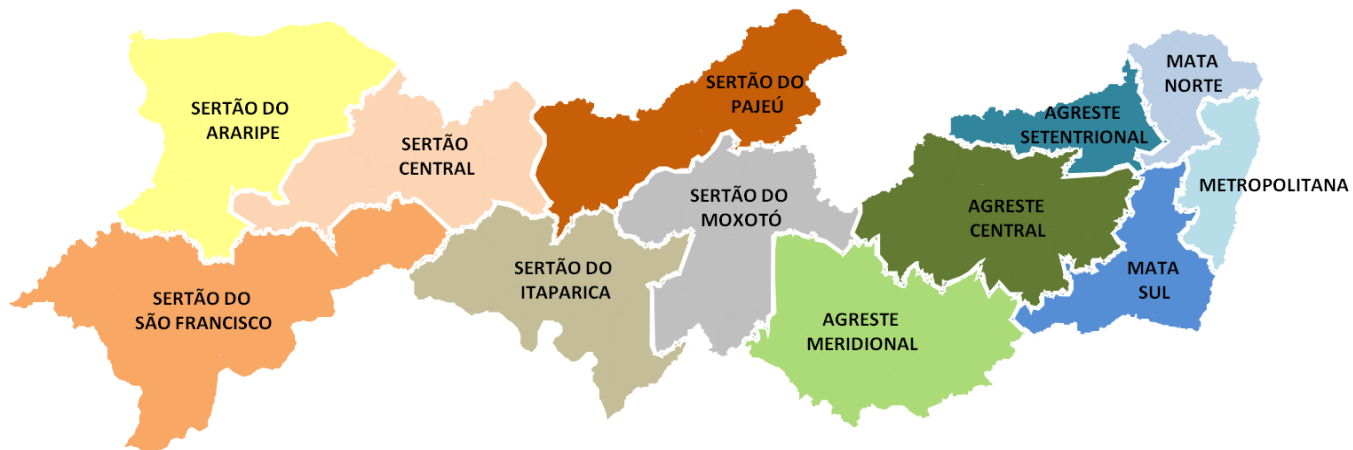 SERTÃO DO
ARARIPE
SERTÃO
CENTRAL
SERTÃO DO
PAJEÚ
MATA
NORTE
AGRESTE
SETENTRIONAL
METROPOLITANA
SERTÃO DO
MOXOTÓ
AGRESTE
CENTRAL
SERTÃO DO
SÃO FRANCISCO
SERTÃO DO
ITAPARICA
MATA
SUL
AGRESTE
MERIDIONAL